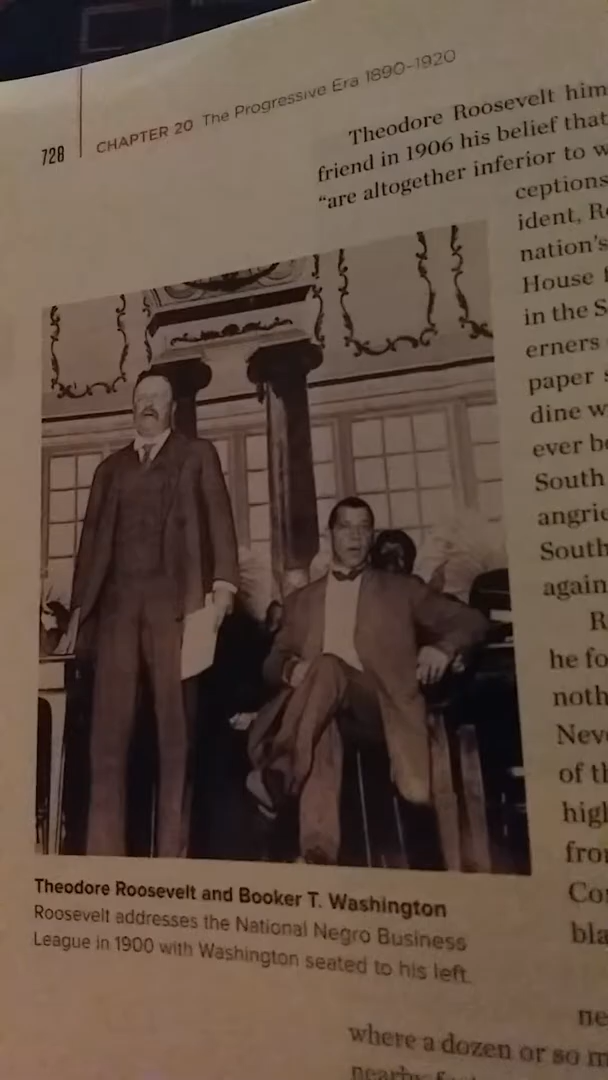 728
CHAPTER 20 The Progressive Era 1890–1920
Theodore Roosevelt him
friend in 1906 his belief that
“are altogether inferior to w
ceptions
ident, R
nation's
House
in the S
erners
paper s
dine w
ever b
South
angrie
South
again
R
he fo
noth
Nev
of th
high
fro
Co
bla
ne
where a dozen or so m
nearby
Theodore Roosevelt and Booker T. Washington
Roosevelt addresses the National Negro Business
League in 1900 with Washington seated to his left.